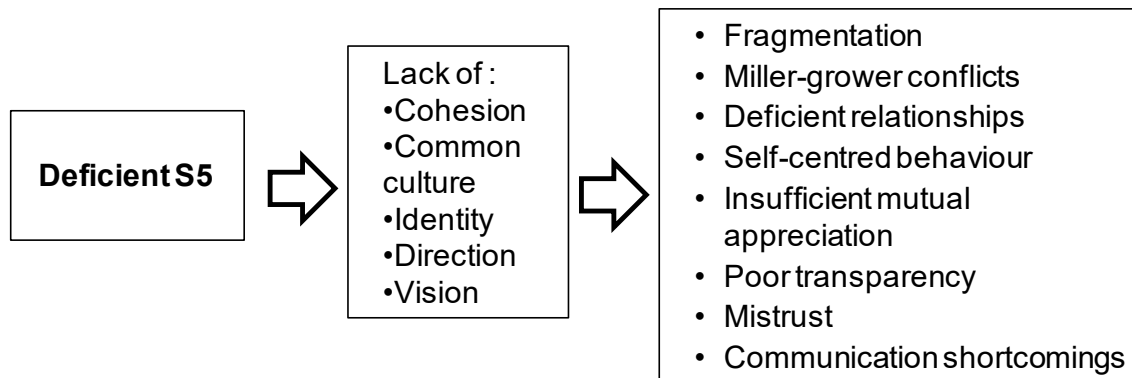 Deficient S5
Lack of :
•Cohesion
•Common
culture
•Identity
•Direction
•Vision
• Fragmentation
• Miller-grower conflicts
• Deficient relationships
• Self-centred behaviour
• Insufficient mutual
appreciation
• Poor transparency
• Mistrust
• Communication shortcomings